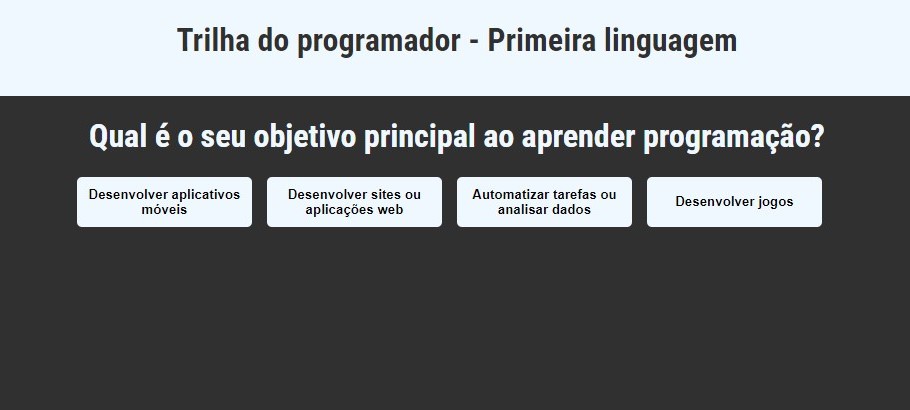 Trilha do programador - Primeira linguagem
Qual é o seu objetivo principal ao aprender programação?
Desenvolver aplicativos
móveis
Desenvolver sites ou
aplicações web
Automatizar tarefas ou
analisar dados
Desenvolver jogos